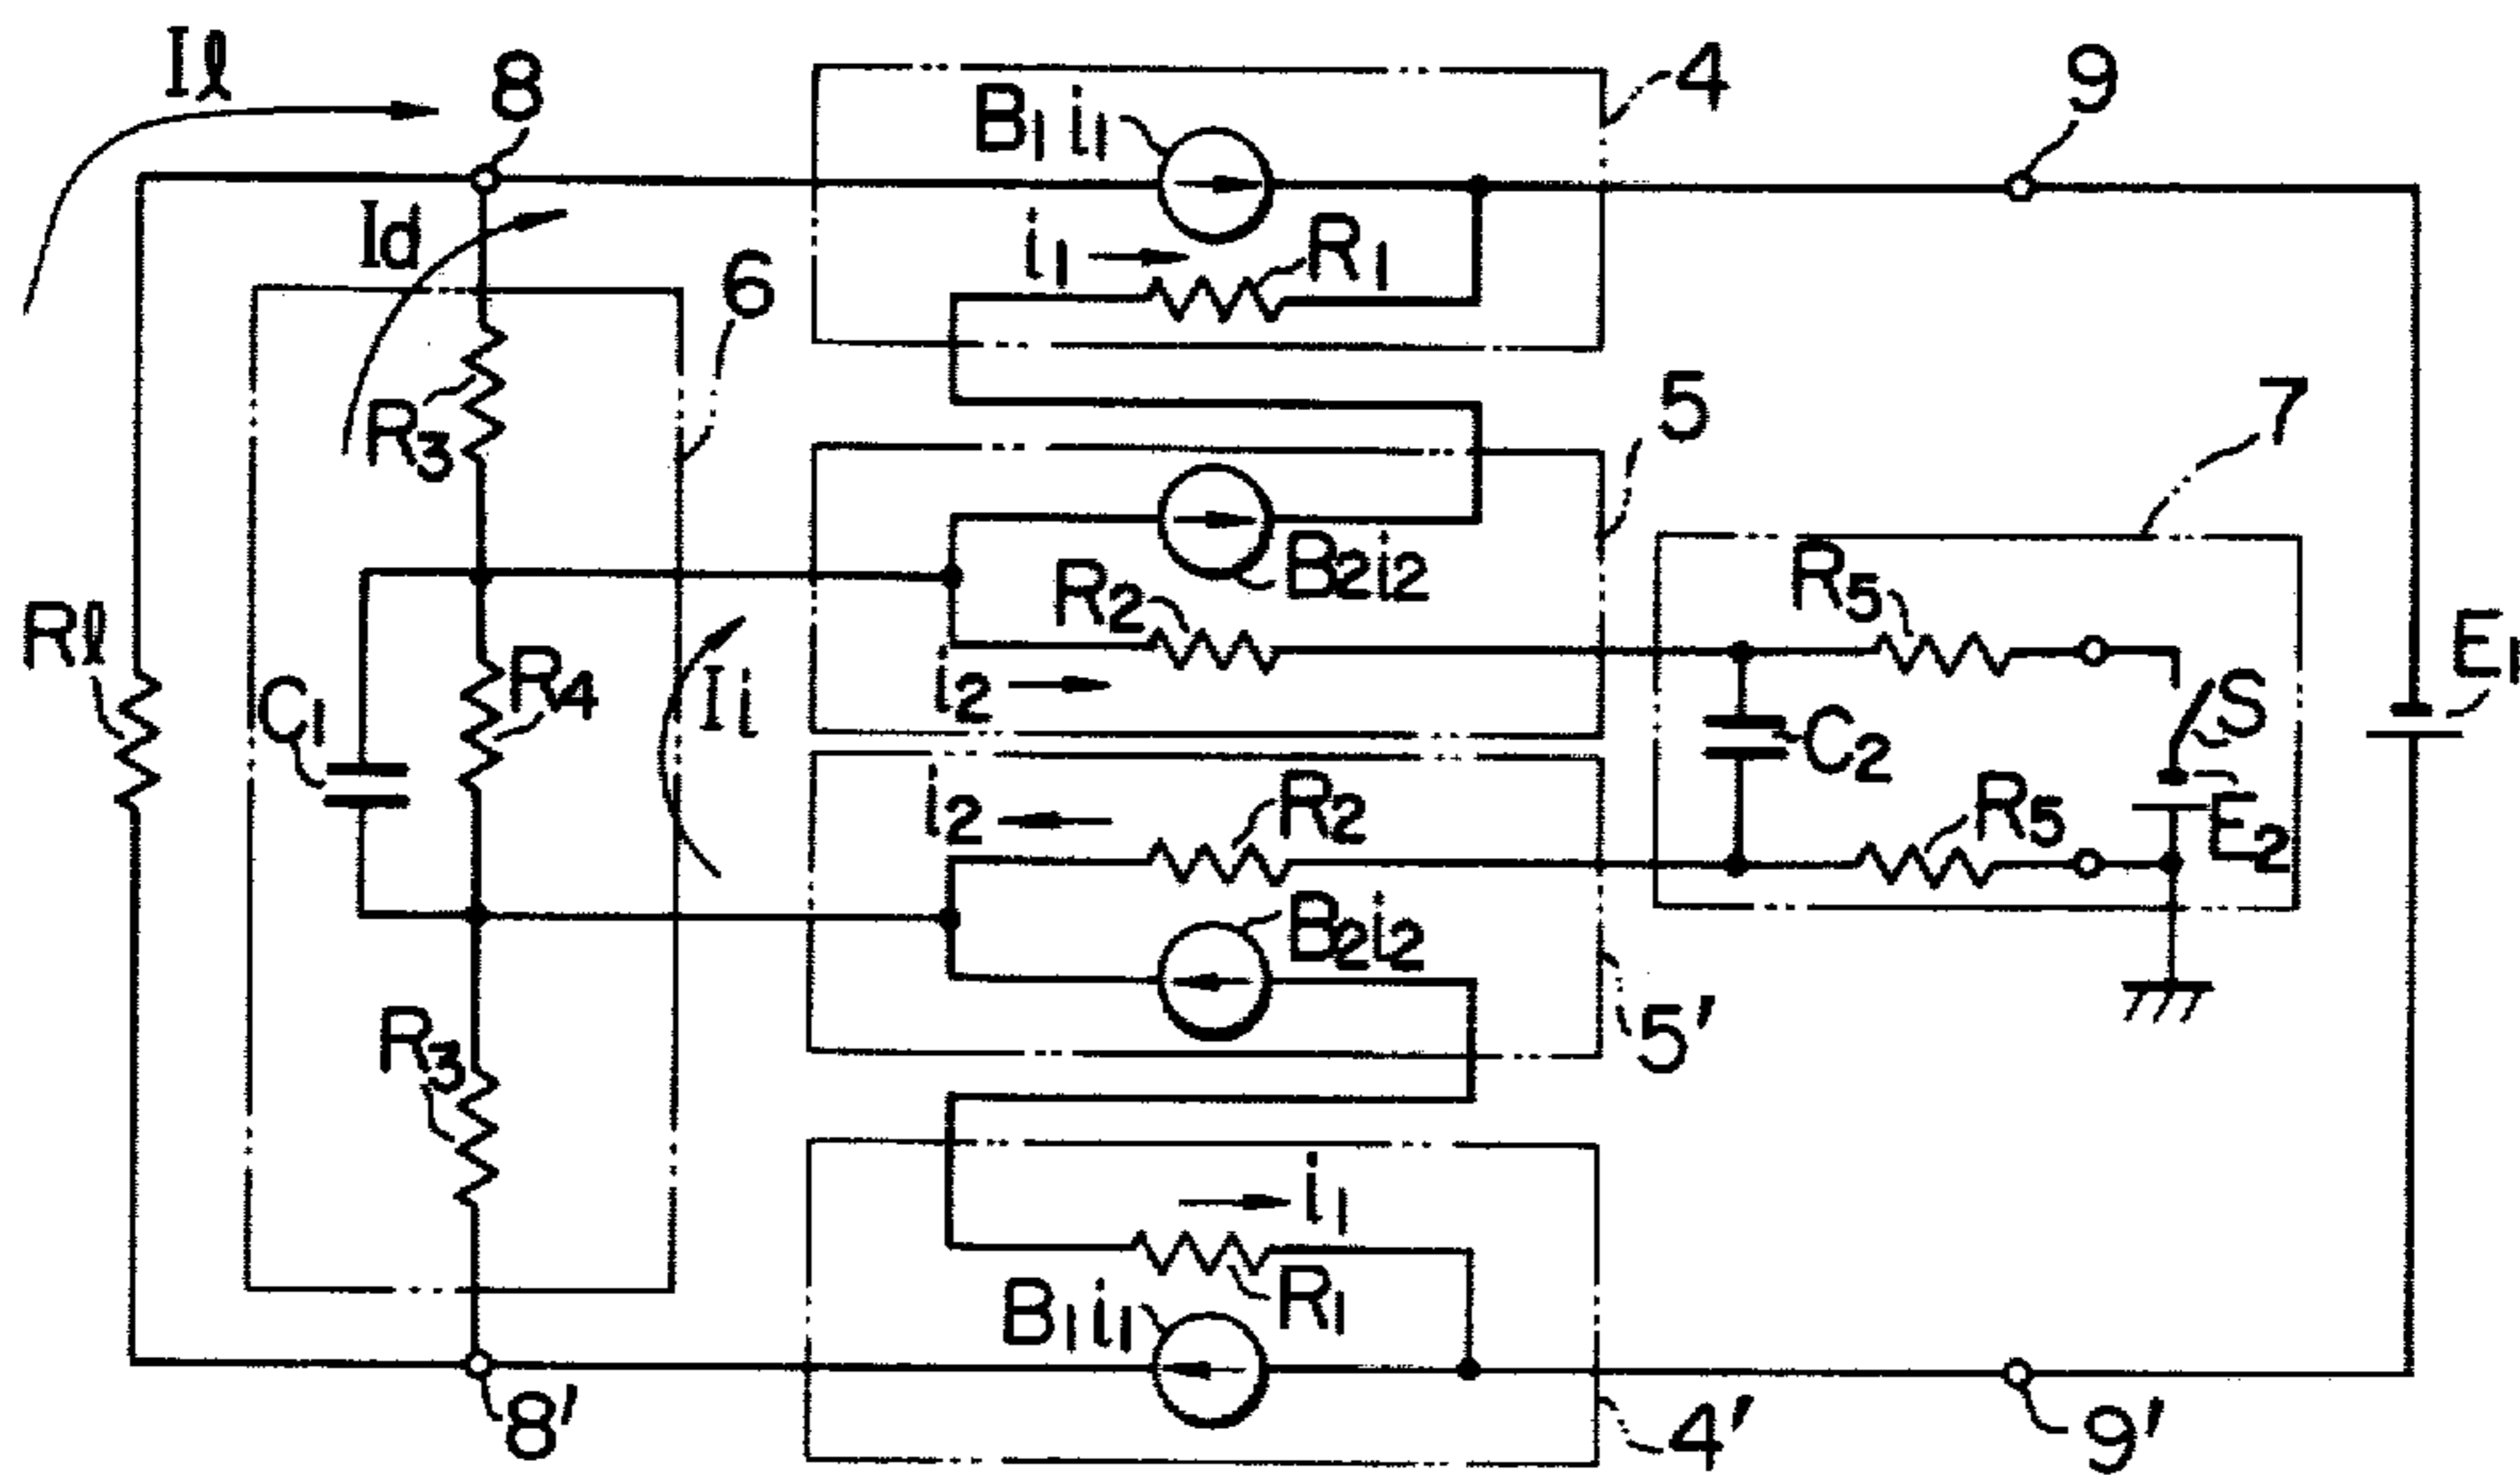 Iℓ
8
B1 i1
4
9
Id
i1
R1
6
R3
5
7
B2i2
R2
R5
Rℓ
C1
R4
Ii
i2
S
E1
C2
i2
R2
R5
E2
B2i2
5'
R3
i1
B1 i1
R1
8'
4'
9'